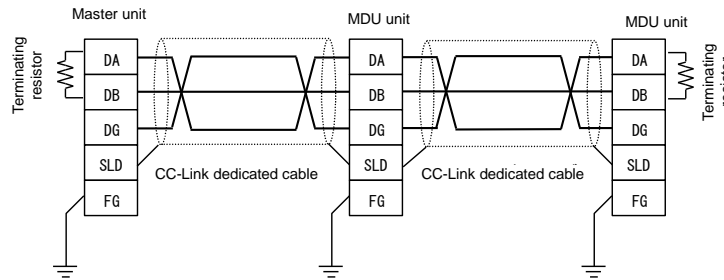 Master unit
MDU unit
MDU unit
Terminating
resistor
DA
DB
DG
SLD
FG
CC-Link dedicated cable
DA
DB
DG
SLD
FG
CC-Link dedicated cable
DA
DB
DG
SLD
FG
Terminating
resistor